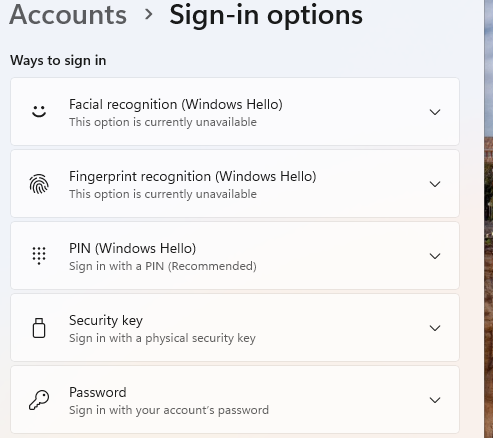 Accounts > Sign-in options
Ways to sign in
Facial recognition (Windows Hello)
This option is currently unavailable
Fingerprint recognition (Windows Hello)
This option is currently unavailable
PIN (Windows Hello)
Sign in with a PIN (Recommended)
Security key
Sign in with a physical security key
Password
Sign in with your account's password